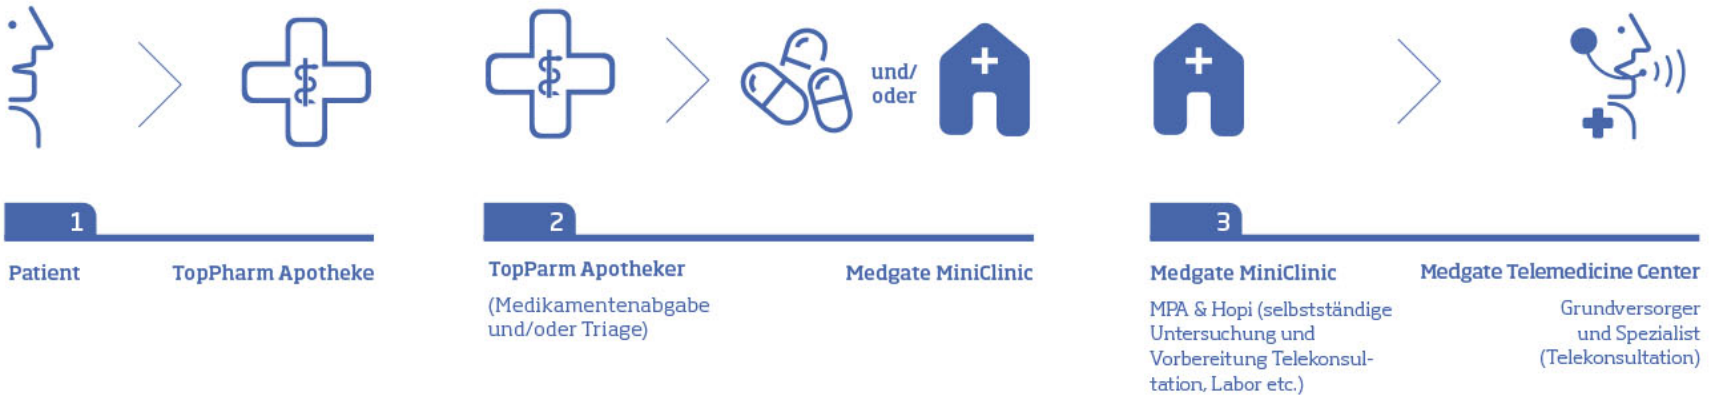 und/
oder
1
Patient
TopPharm Apotheke
2
TopParm Apotheker
(Medikamentenabgabe
und/oder Triage)
Medgate MiniClinic
3
Medgate MiniClinic
MPA & Hopi (selbstständige
Untersuchung und
Vorbereitung Telekonsul-
tation, Labor etc.)
Medgate Telemedicine Center
Grundversorger
und Spezialist
(Telekonsultation)